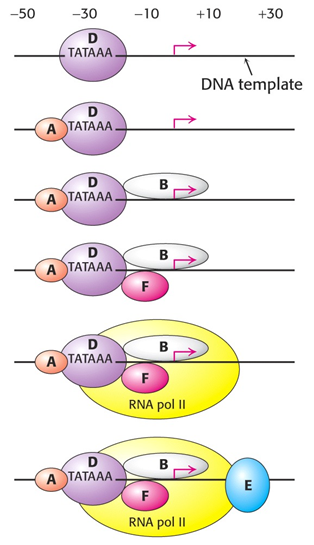 −50 −30 −10 +10 +30
D
TATAAA
DNA template
D
A TATAAA
D B
A TATAAA
D B
A TATAAA
F
D B
A TATAAA
F
RNA pol II
D B
A TATAAA E
F
RNA pol II